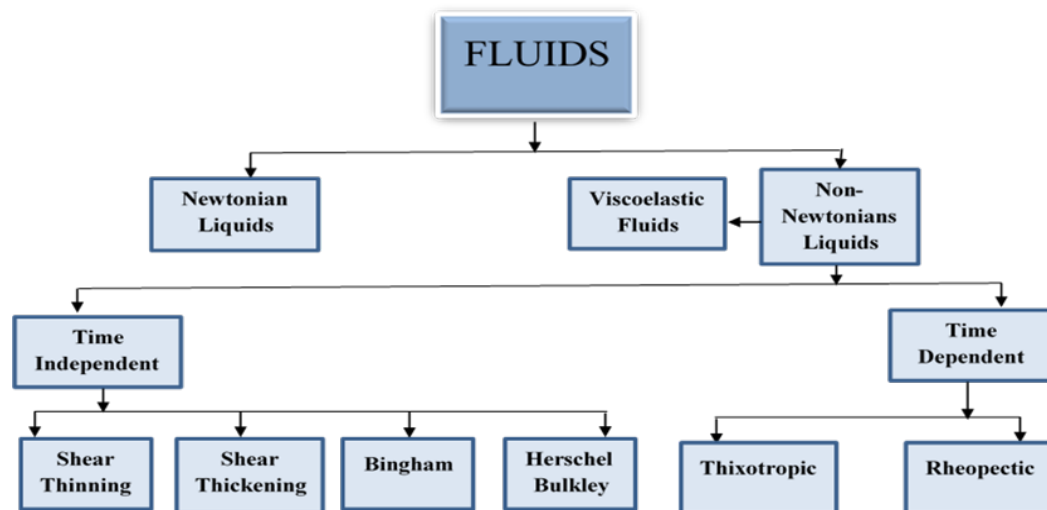 FLUIDS
Newtonian
Liquids
Viscoelastic
Fluids
Non-
Newtonians
Liquids
Time
Independent
Time
Dependent
Shear
Thinning
Shear
Thickening
Bingham
Herschel
Bulkley
Thixotropic
Rheopectic